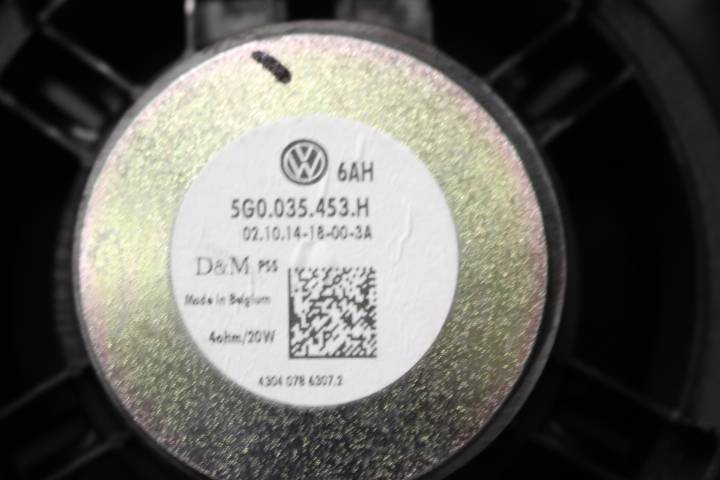 VW 6AH
5G0.035.453.H
02.10.14-18-00-3A
D&M PSS
Made in Belgium
4ohm/20W
P
4304 078 6307.2